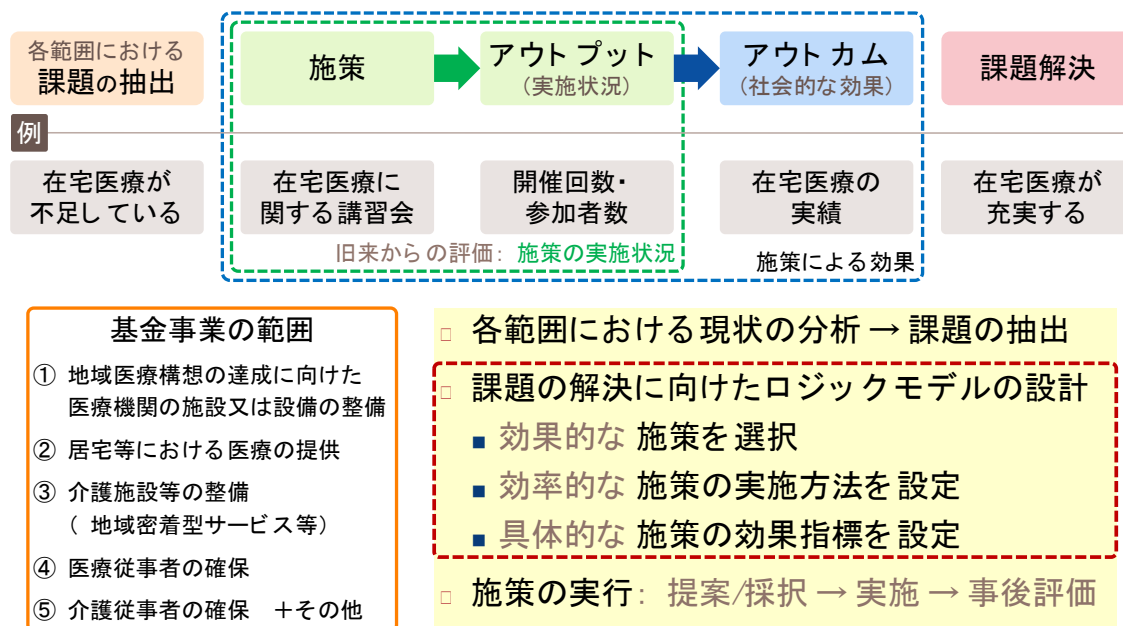 各範囲における
課題の抽出
施策
アウトプット
(実施状況)
アウトカム
(社会的な効果)
課題解決
例
在宅医療が
不足している
在宅医療に
関する講習会
開催回数・
参加者数
在宅医療の
実績
在宅医療が
充実する
旧来からの評価: 施策の実施状況
施策による効果
基金事業の範囲
① 地域医療構想の達成に向けた
医療機関の施設又は設備の整備
② 居宅等における医療の提供
③ 介護施設等の整備
( 地域密着型サービス等)
④ 医療従事者の確保
⑤ 介護従事者の確保 +その他
各範囲における現状の分析 → 課題の抽出
課題の解決に向けたロジックモデルの設計
■ 効果的な 施策を選択
■ 効率的な 施策の実施方法を設定
■ 具体的な 施策の効果指標を設定
施策の実行: 提案/採択 → 実施 → 事後評価